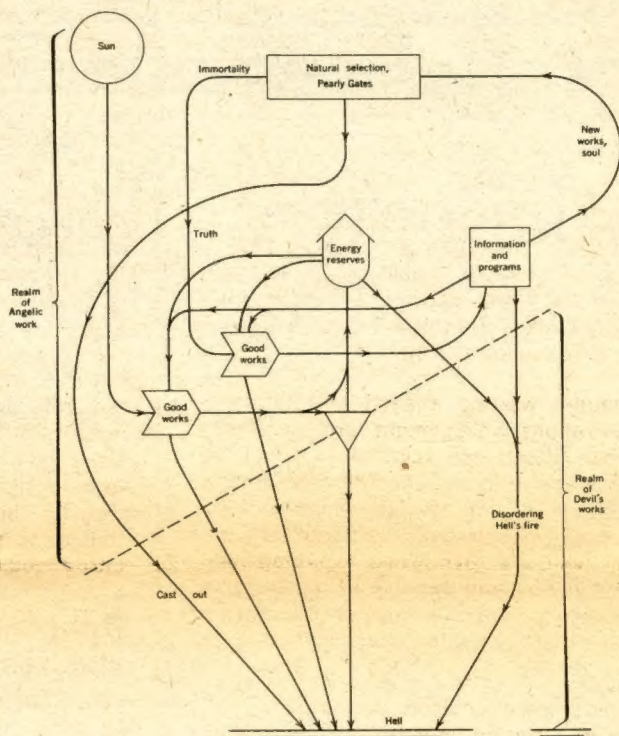 Sun
Immortality
Natural selection,
Pearly Gates
New
works,
soul
Truth
Energy
reserves
Information
and
programs
Realm
of
Angelic
work
Good
works
Good
works
Realm
of
Devil's
works
Disordering
Hell's fire
Cast out
Hell